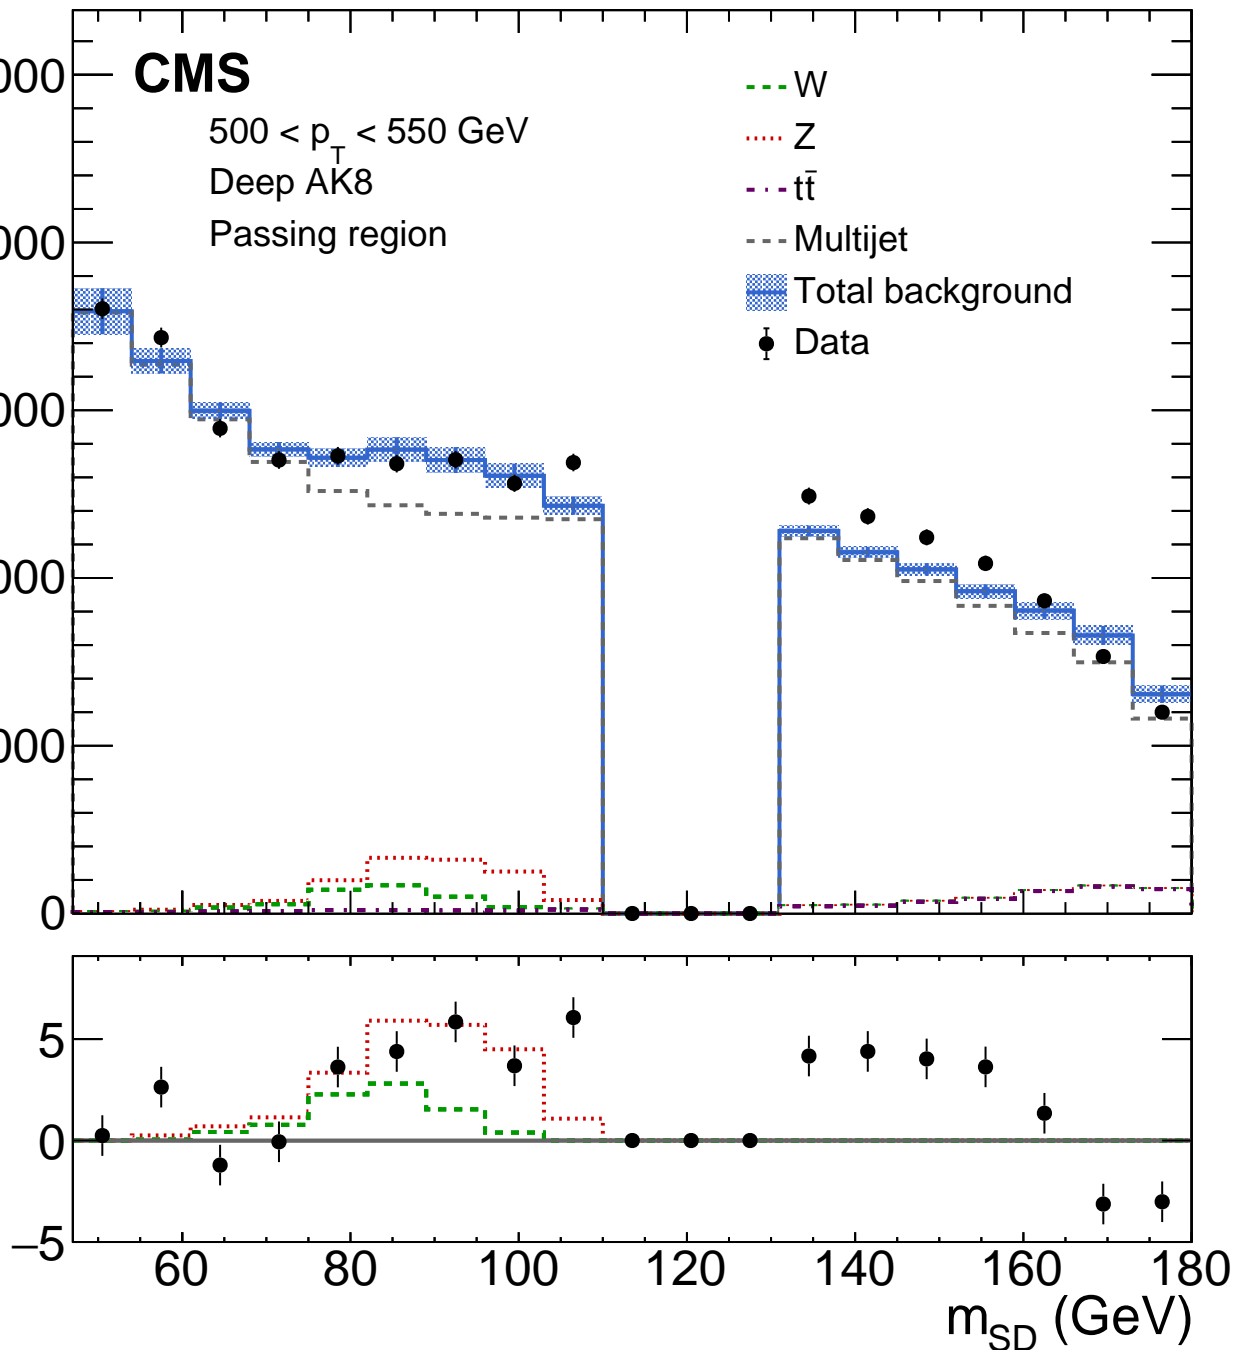 CMS
500 < p_T < 550 GeV
Deep AK8
Passing region
W
Z
tt̄
Multijet
Total background
Data
000
000
000
000
000
0
5
0
−5
60 80 100 120 140 160 180
m_SD (GeV)